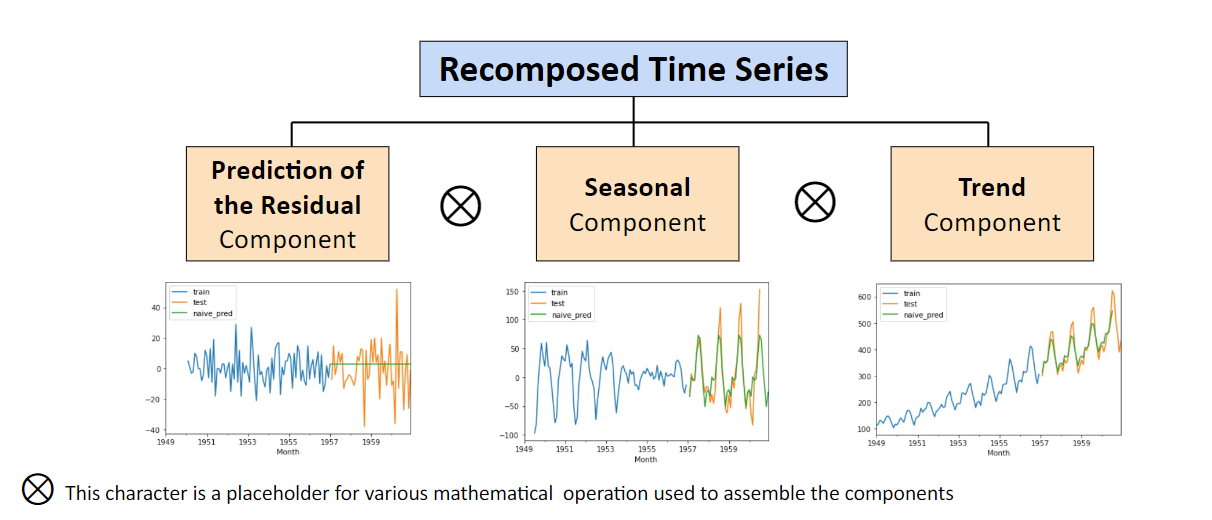 Recomposed Time Series
Prediction of
the Residual
Component
Seasonal
Component
Trend
Component
train
test
naive_pred
40
20
0
−20
−40
1949
1951
1953
1955
1957
1959
Month
train
test
naive_pred
150
100
50
0
−50
−100
1949
1951
1953
1955
1957
1959
Month
train
test
naive_pred
600
500
400
300
200
100
1949
1951
1953
1955
1957
1959
Month
This character is a placeholder for various mathematical operation used to assemble the components